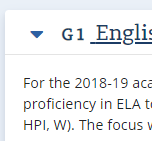 G1 Englis
For the 2018-19 aca
proficiency in ELA t
HPI, W). The focus w